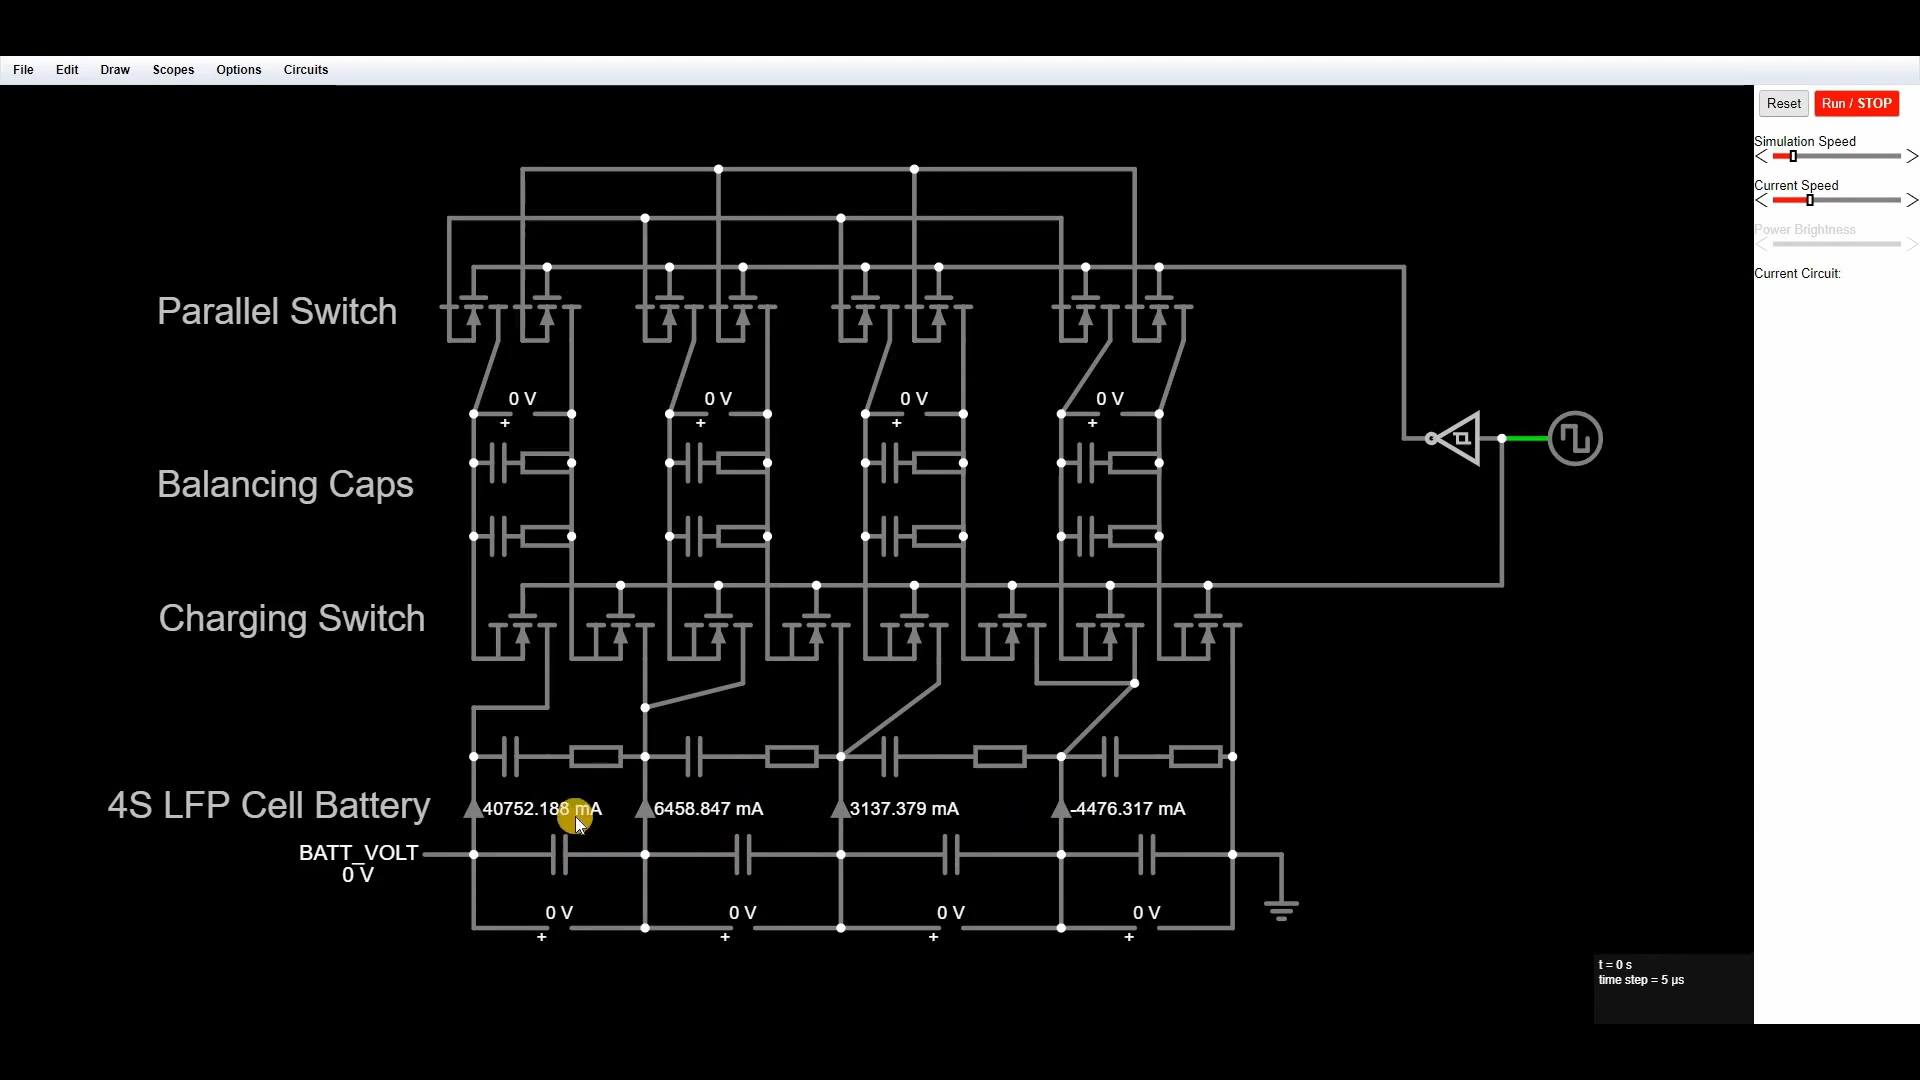 File Edit Draw Scopes Options Circuits
Reset Run / STOP
Simulation Speed
Current Speed
Power Brightness
Current Circuit:
Parallel Switch
0 V 0 V 0 V 0 V
+ + + +
Balancing Caps
Charging Switch
4S LFP Cell Battery
40752.188 mA 6458.847 mA 3137.379 mA -4476.317 mA
BATT_VOLT
0 V
0 V 0 V 0 V 0 V
+ + + +
t = 0 s
time step = 5 µs